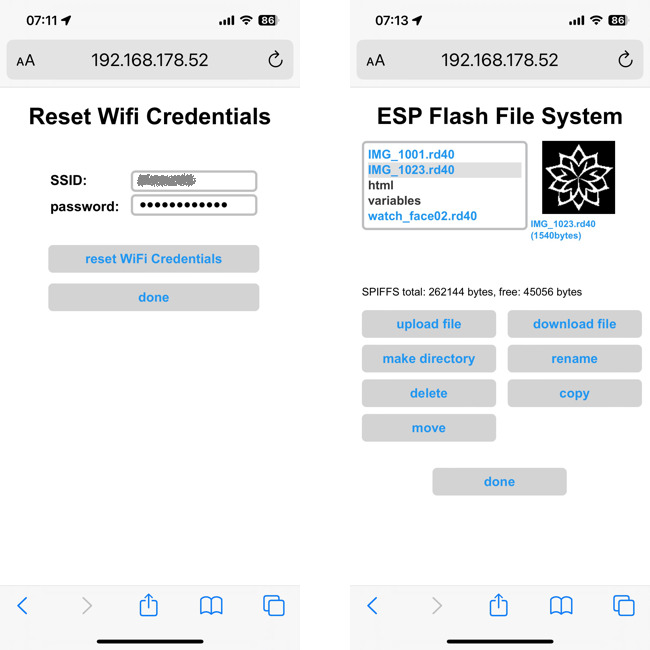 07:11
86
AA
192.168.178.52
Reset Wifi Credentials
SSID:
password:
reset WiFi Credentials
done
07:13
86
AA
192.168.178.52
ESP Flash File System
IMG_1001.rd40
IMG_1023.rd40
html
variables
watch_face02.rd40
IMG_1023.rd40
(1540bytes)
SPIFFS total: 262144 bytes, free: 45056 bytes
upload file
download file
make directory
rename
delete
copy
move
done